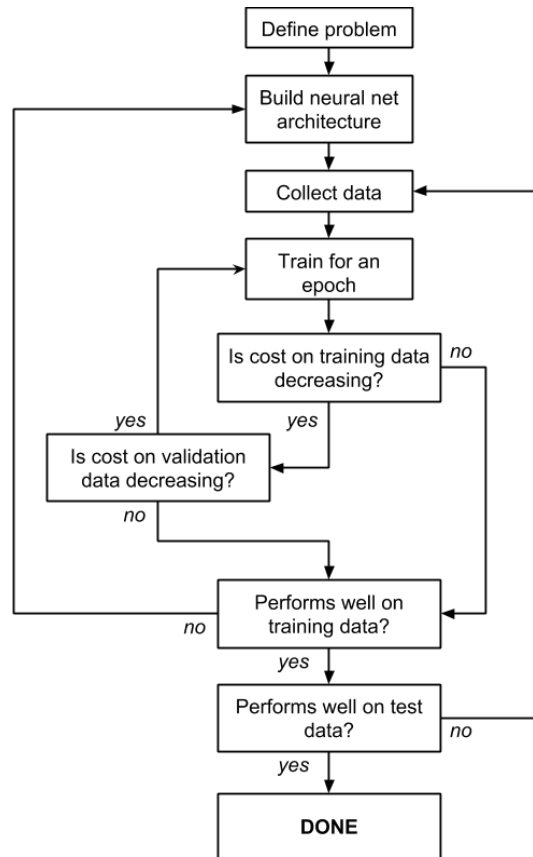 Define problem
Build neural net
architecture
Collect data
Train for an
epoch
Is cost on training data
decreasing?
no
yes
yes
Is cost on validation
data decreasing?
no
Performs well on
training data?
no
yes
Performs well on test
data?
no
yes
DONE